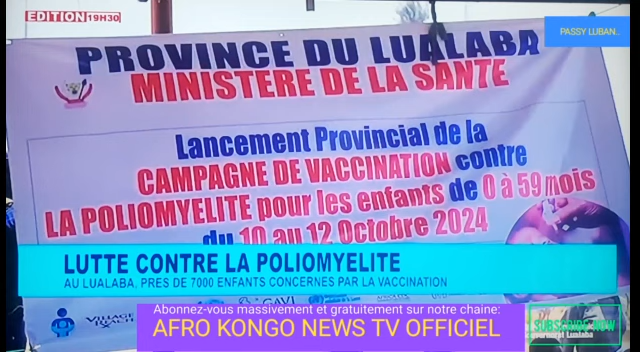 EDITION 19H30
PASSY LUBAN...
PROVINCE DU LUALABA
MINISTERE DE LA SANTE
Lancement Provincial de la
CAMPAGNE DE VACCINATION contre
LA POLIOMYELITE pour les enfants de 0 à 59 mois
du 10 au 12 Octobre 2024
LUTTE CONTRE LA POLIOMYELITE
AU LUALABA, PRES DE 7000 ENFANTS CONCERNES PAR LA VACCINATION
VILLAGE REACH
GAVI
Abonnez-vous massivement et gratuitement sur notre chaine:
AFRO KONGO NEWS TV OFFICIEL
SUBSCRIBE NOW
Lualaba